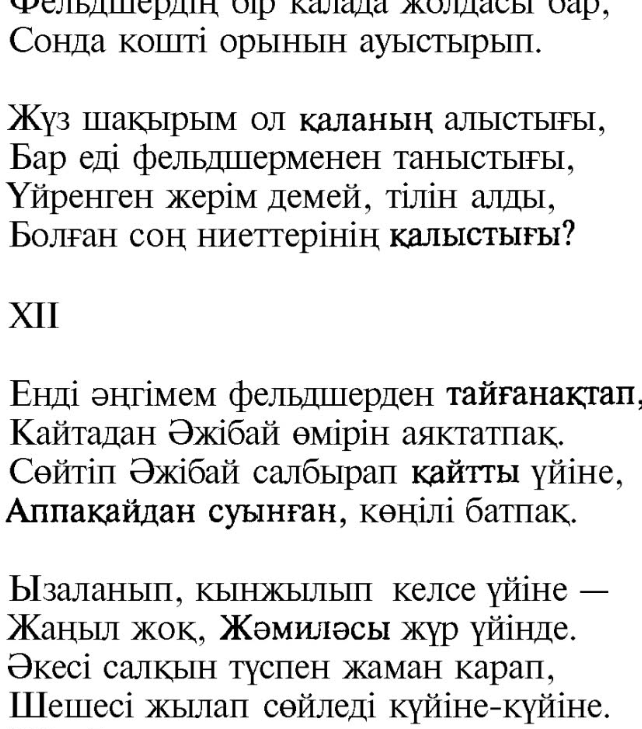 Фельдшердің бір калада жолдасы бар,
Сонда кошті орынын ауыстырып.
Жүз шақырым ол қаланың алыстығы,
Бар еді фельдшерменен таныстығы,
Үйренген жерім демей, тілін алды,
Болған соң ниеттерінің қалыстығы?
XII
Енді әңгімем фельдшерден тайғанақтап,
Кайтадан Әжібай өмірін аяктатпақ.
Сөйтіп Әжібай салбырап қайтты үйіне,
Аппақайдан суынған, көңілі батпақ.
Ызаланып, кынжылып келсе үйіне —
Жаңыл жоқ, Жәмиләсы жүр үйінде.
Әкесі салқын түспен жаман карап,
Шешесі жылап сөйледі күйіне-күйіне.